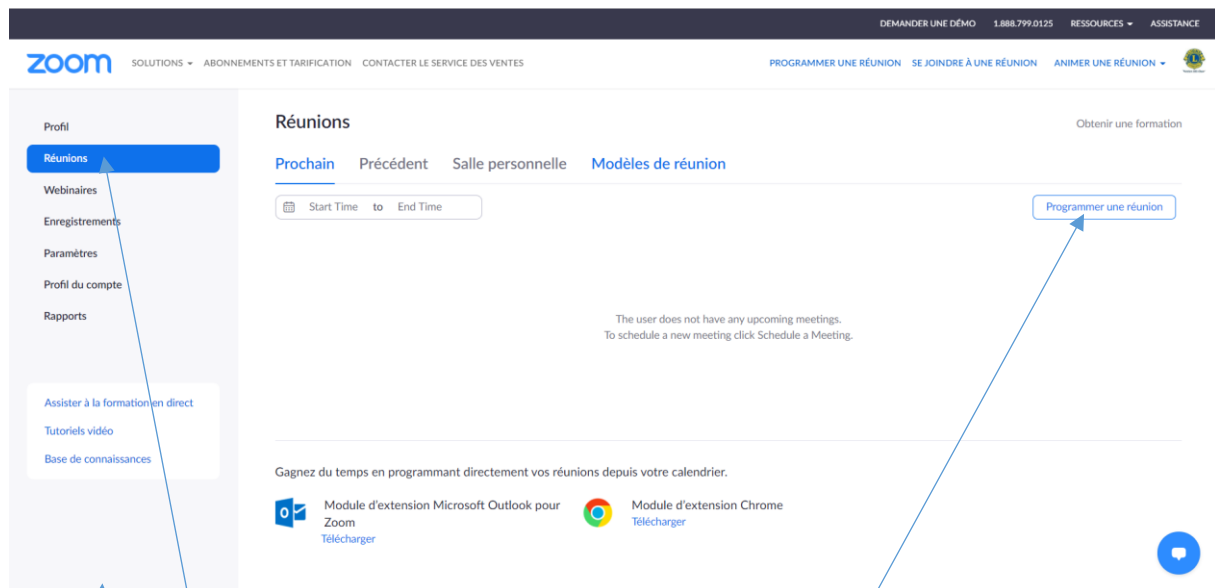 DEMANDER UNE DÉMO 1.888.799.0125 RESSOURCES ASSISTANCE
zoom SOLUTIONS ABONNEMENTS ET TARIFICATION CONTACTER LE SERVICE DES VENTES PROGRAMMER UNE RÉUNION SE JOINDRE À UNE RÉUNION ANIMER UNE RÉUNION
Profil
Réunions
Webinaires
Enregistrements
Paramètres
Profil du compte
Rapports
Assister à la formation en direct
Tutoriels vidéo
Base de connaissances
Réunions
Obtenir une formation
Prochain Précédent Salle personnelle Modèles de réunion
Start Time to End Time
Programmer une réunion
The user does not have any upcoming meetings.
To schedule a new meeting click Schedule a Meeting.
Gagnez du temps en programmant directement vos réunions depuis votre calendrier.
Module d'extension Microsoft Outlook pour
Zoom
Télécharger
Module d'extension Chrome
Télécharger